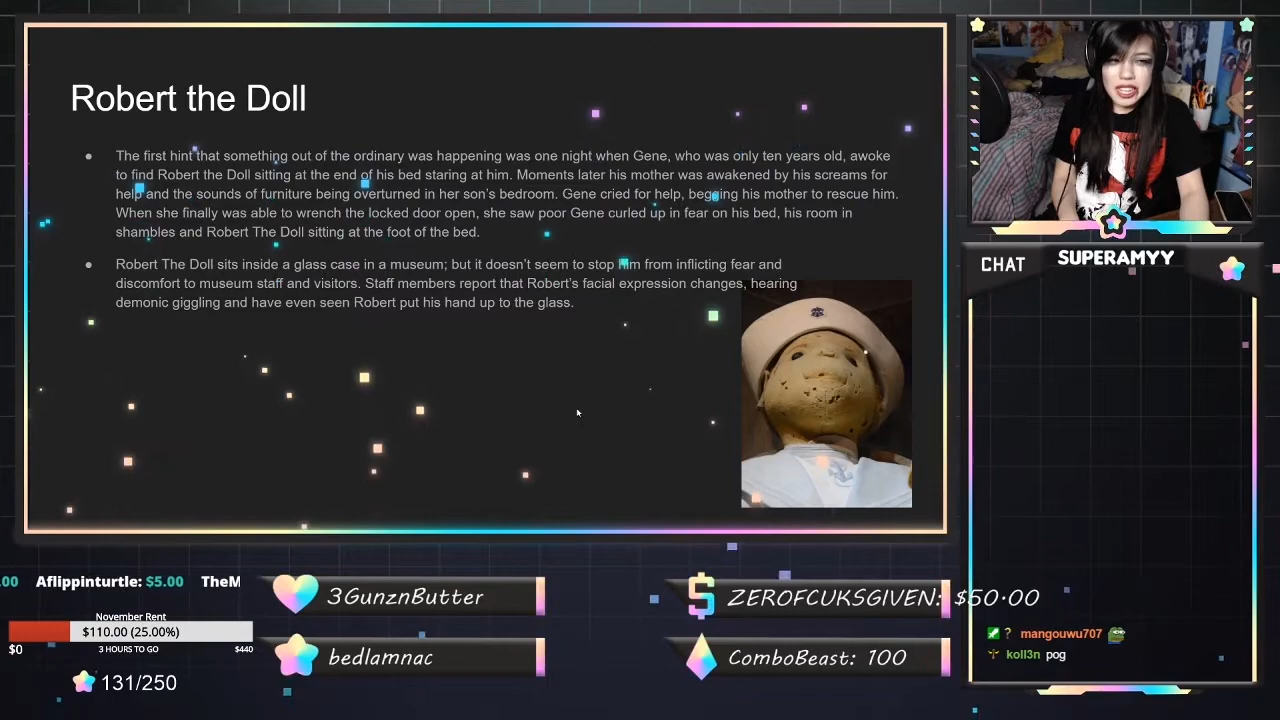 Robert the Doll
● The first hint that something out of the ordinary was happening was one night when Gene, who was only ten years old, awoke
to find Robert the Doll sitting at the end of his bed staring at him. Moments later his mother was awakened by his screams for
help and the sounds of furniture being overturned in her son's bedroom. Gene cried for help, begging his mother to rescue him.
When she finally was able to wrench the locked door open, she saw poor Gene curled up in fear on his bed, his room in
shambles and Robert The Doll sitting at the foot of the bed.
● Robert The Doll sits inside a glass case in a museum; but it doesn't seem to stop him from inflicting fear and
discomfort to museum staff and visitors. Staff members report that Robert's facial expression changes, hearing
demonic giggling and have even seen Robert put his hand up to the glass.
CHAT
SUPERAMYY
? mangouwu707
koll3n pog
.00 Aflippinturtle: $5.00 TheM
November Rent
$110.00 (25.00%)
$0 3 HOURS TO GO $440
131/250
3GunznButter
bedlamnac
ZEROFCUKSGIVEN: $50.00
ComboBeast: 100